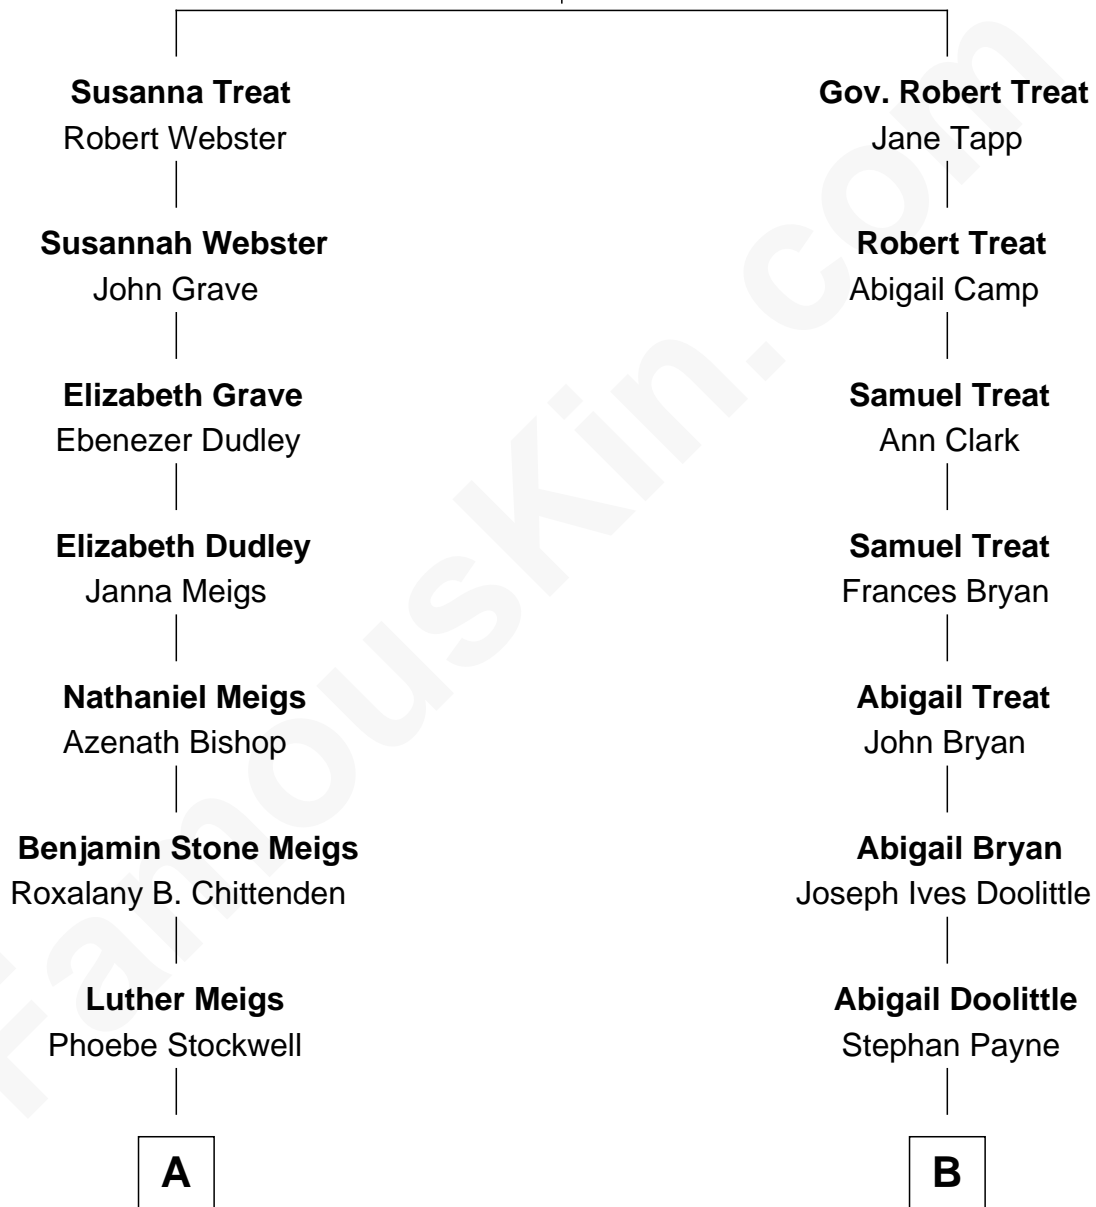 Susanna Treat
Robert Webster
Susannah Webster
John Grave
Elizabeth Grave
Ebenezer Dudley
Elizabeth Dudley
Janna Meigs
Nathaniel Meigs
Azenath Bishop
Benjamin Stone Meigs
Roxalany B. Chittenden
Luther Meigs
Phoebe Stockwell
A
Gov. Robert Treat
Jane Tapp
Robert Treat
Abigail Camp
Samuel Treat
Ann Clark
Samuel Treat
Frances Bryan
Abigail Treat
John Bryan
Abigail Bryan
Joseph Ives Doolittle
Abigail Doolittle
Stephan Payne
B
FamousKin.com